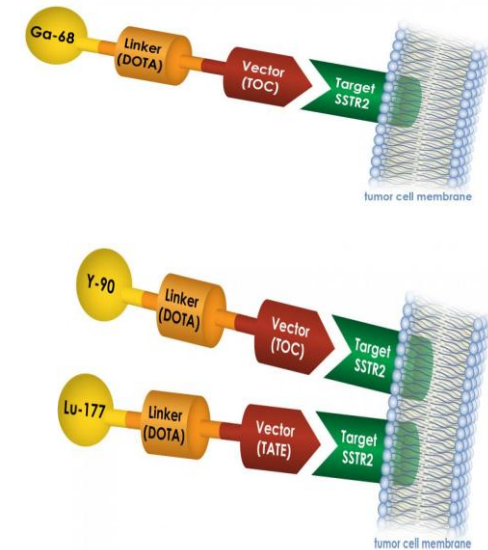 Ga-68
Linker
(DOTA)
Vector
(TOC)
Target
SSTR2
tumor cell membrane
Y-90
Linker
(DOTA)
Vector
(TOC)
Target
SSTR2
Lu-177
Linker
(DOTA)
Vector
(TATE)
Target
SSTR2
tumor cell membrane